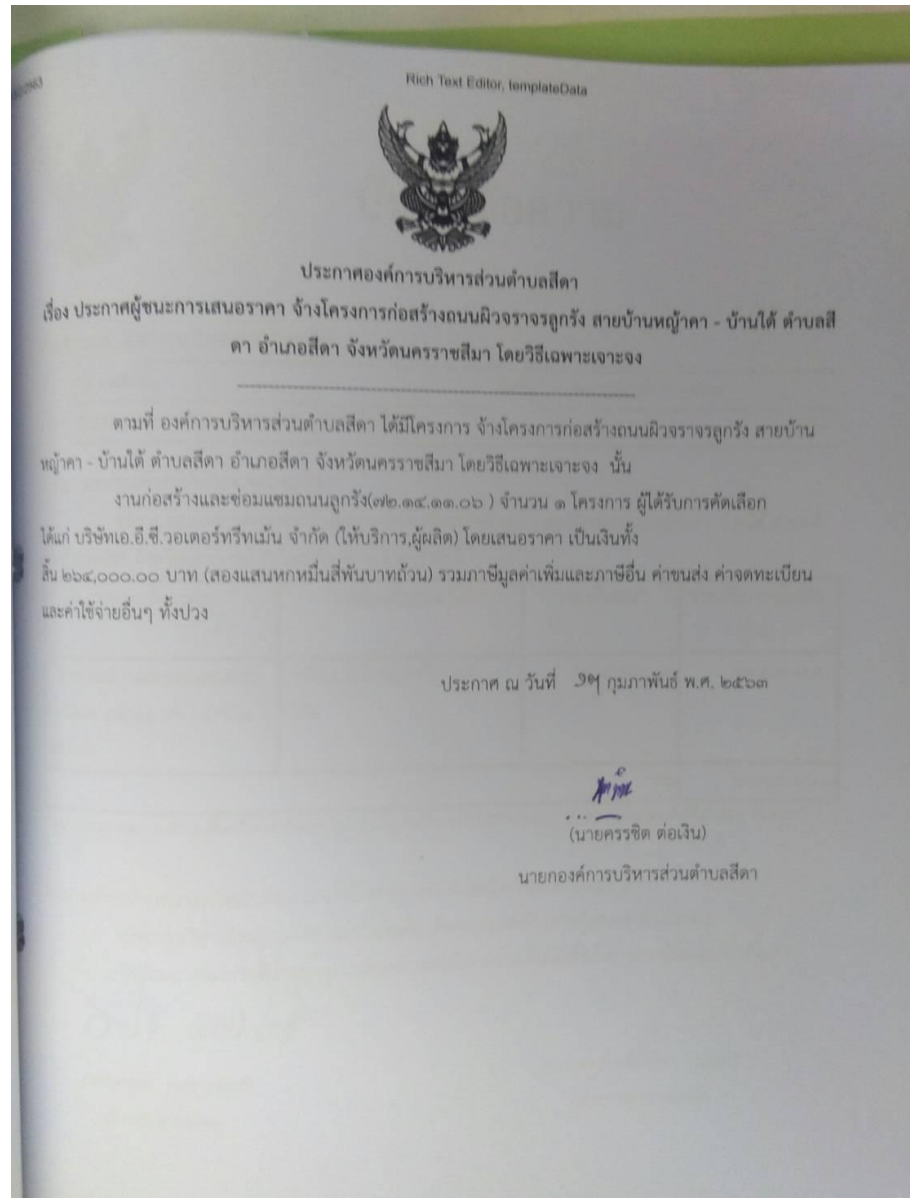 2563
Rich Text Editor, templateData
ประกาศองค์การบริหารส่วนตำบลสีดา
เรื่อง ประกาศผู้ชนะการเสนอราคา จ้างโครงการก่อสร้างถนนผิวจราจรลูกรัง สายบ้านหญ้าคา - บ้านใต้ ตำบลสี
ดา อำเภอสีดา จังหวัดนครราชสีมา โดยวิธีเฉพาะเจาะจง
ตามที่ องค์การบริหารส่วนตำบลสีดา ได้มีโครงการ จ้างโครงการก่อสร้างถนนผิวจราจรลูกรัง สายบ้าน
หญ้าคา - บ้านใต้ ตำบลสีดา อำเภอสีดา จังหวัดนครราชสีมา โดยวิธีเฉพาะเจาะจง นั้น
งานก่อสร้างและซ่อมแซมถนนลูกรัง(๗๒.๑๔.๑๑.๐๖ ) จำนวน ๑ โครงการ ผู้ได้รับการคัดเลือก
ได้แก่ บริษัทเอ.อี.ซี.วอเตอร์ทรีทเม้น จำกัด (ให้บริการ,ผู้ผลิต) โดยเสนอราคา เป็นเงินทั้ง
สิ้น ๒๖๔,๐๐๐.๐๐ บาท (สองแสนหกหมื่นสี่พันบาทถ้วน) รวมภาษีมูลค่าเพิ่มและภาษีอื่น ค่าขนส่ง ค่าจดทะเบียน
และค่าใช้จ่ายอื่นๆ ทั้งปวง
ประกาศ ณ วันที่ กุมภาพันธ์ พ.ศ. ๒๕๖๓
(นายครรชิต ต่อเงิน)
นายกองค์การบริหารส่วนตำบลสีดา